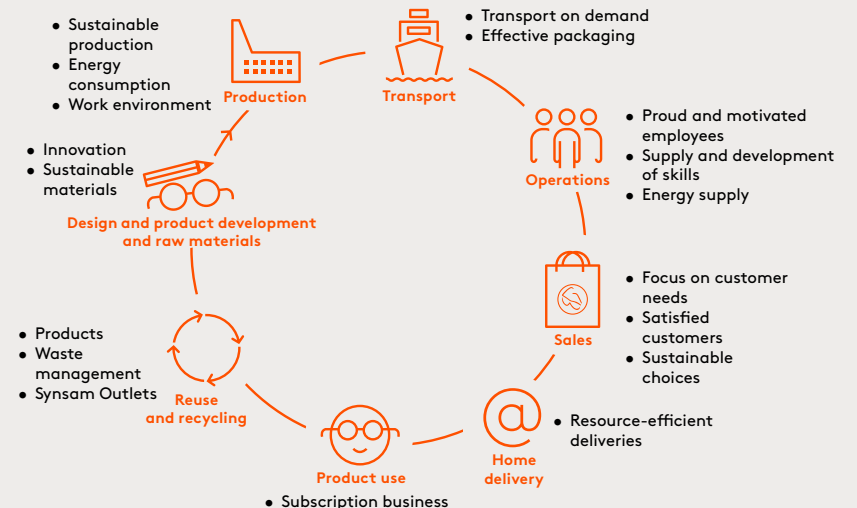 • Sustainable
production
• Energy
consumption
• Work environment
Production
• Transport on demand
• Effective packaging
Transport
• Proud and motivated
employees
• Supply and development
of skills
• Energy supply
Operations
• Focus on customer
needs
• Satisfied
customers
• Sustainable
choices
Sales
@
• Resource-efficient
deliveries
Home
delivery
Product use
• Subscription business
• Products
• Waste
management
• Synsam Outlets
Reuse
and recycling
• Innovation
• Sustainable
materials
Design and product development
and raw materials